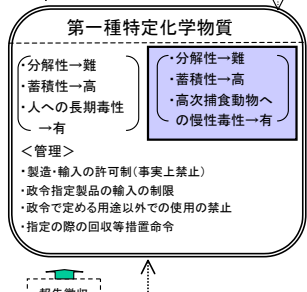 第一種特定化学物質
・分解性→難
・蓄積性→高
・人への長期毒性
→有
・分解性→難
・蓄積性→高
・高次捕食動物へ
の慢性毒性→有
＜管理＞
・製造・輸入の許可制(事実上禁止)
・政令指定製品の輸入の制限
・政令で定める用途以外での使用の禁止
・指定の際の回収等措置命令
報告徴収